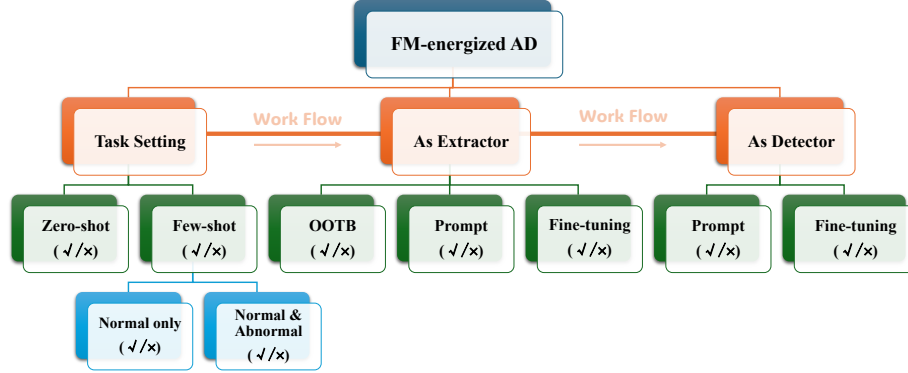 FM-energized AD
Work Flow
Work Flow
Task Setting
As Extractor
As Detector
Zero-shot
(√/×)
Few-shot
(√/×)
OOTB
(√/×)
Prompt
(√/×)
Fine-tuning
(√/×)
Prompt
(√/×)
Fine-tuning
(√/×)
Normal only
(√/×)
Normal &
Abnormal
(√/×)